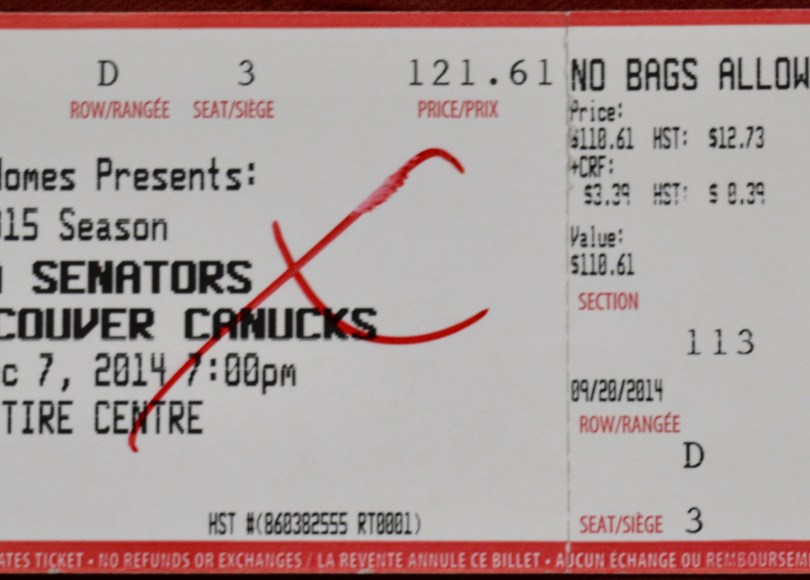 D 3 121.61
ROW/RANGÉE SEAT/SIÈGE PRICE/PRIX
omes Presents:
15 Season
SENATORS
COUVER CANUCKS
c 7, 2014 7:00pm
TIRE CENTRE
HST #(860382555 RT0001)
NO BAGS ALLOW
Price:
$110.61 HST: $12.73
+CRF:
$3.39 HST: $ 0.39
Value:
$110.61
SECTION
113
09/20/2014
ROW/RANGÉE
D
SEAT/SIÈGE 3
ATES TICKET • NO REFUNDS OR EXCHANGES / LA REVENTE ANNULE CE BILLET • AUCUN ÉCHANGE OU REMBOURSEM